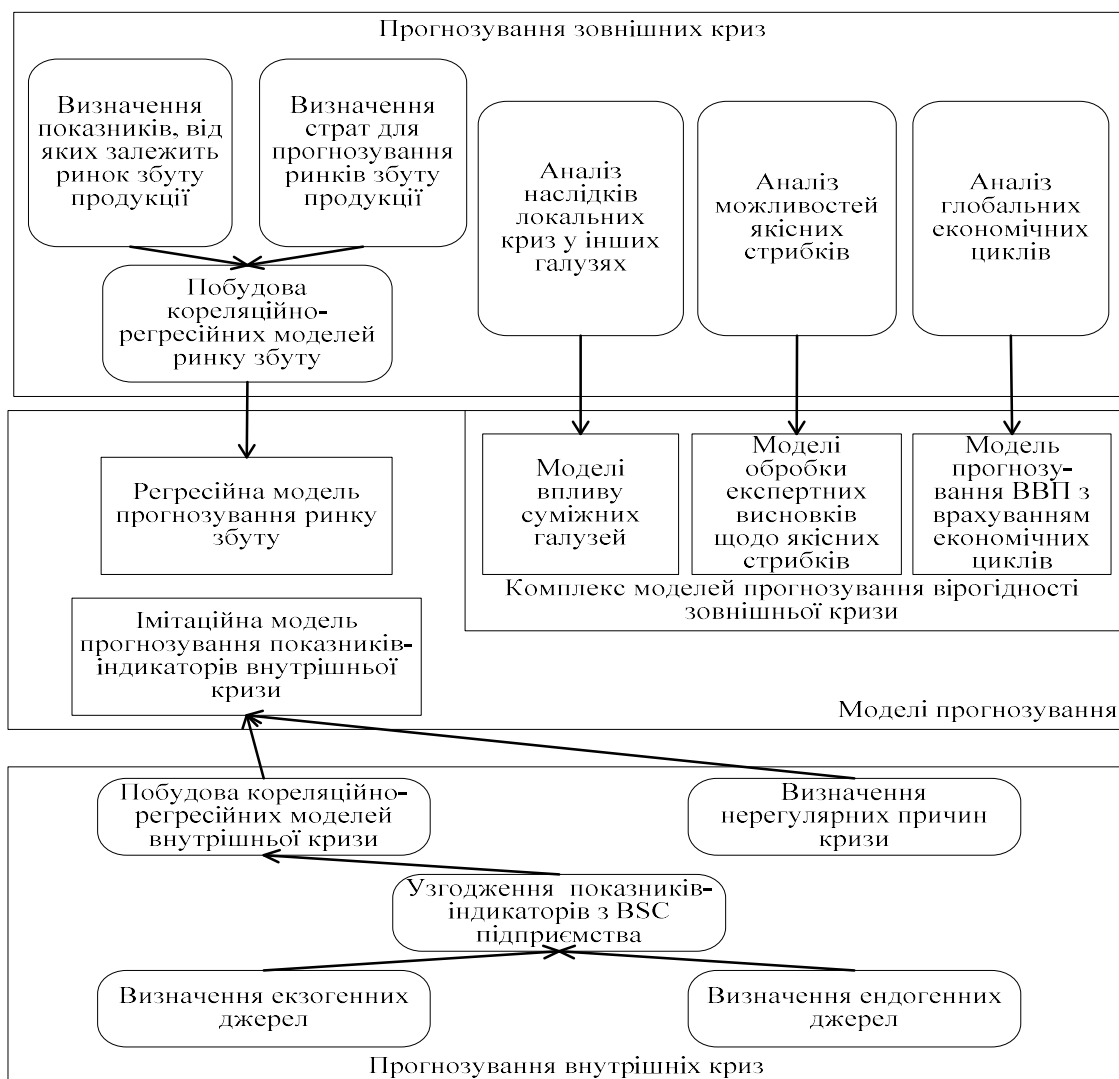 Прогнозування зовнішних криз
Визначення
показників, від
яких залежить
ринок збуту
продукції
Визначення
страт для
прогнозування
ринків збуту
продукції
Аналіз
наслідків
локальних
криз у інших
галузях
Аналіз
можливостей
якісних
стрибків
Аналіз
глобальних
економічних
циклів
Побудова
кореляційно-
регресійних моделей
ринку збуту
Регресійна модель
прогнозування ринку
збуту
Моделі
впливу
суміжних
галузей
Моделі
обробки
експертних
висновків
щодо якісних
стрибків
Модель
прогнозу-
вання ВВП з
врахуванням
економічних
циклів
Комплекс моделей прогнозування вірогідності
зовнішньої кризи
Імітаційна модель
прогнозування показників-
індикаторів внутрішньої
кризи
Моделі прогнозування
Побудова кореляційно-
регресійних моделей
внутрішньої кризи
Визначення
нерегулярних причин
кризи
Узгодження показників-
індикаторів з BSC
підприємства
Визначення екзогенних
джерел
Визначення ендогенних
джерел
Прогнозування внутрішніх криз